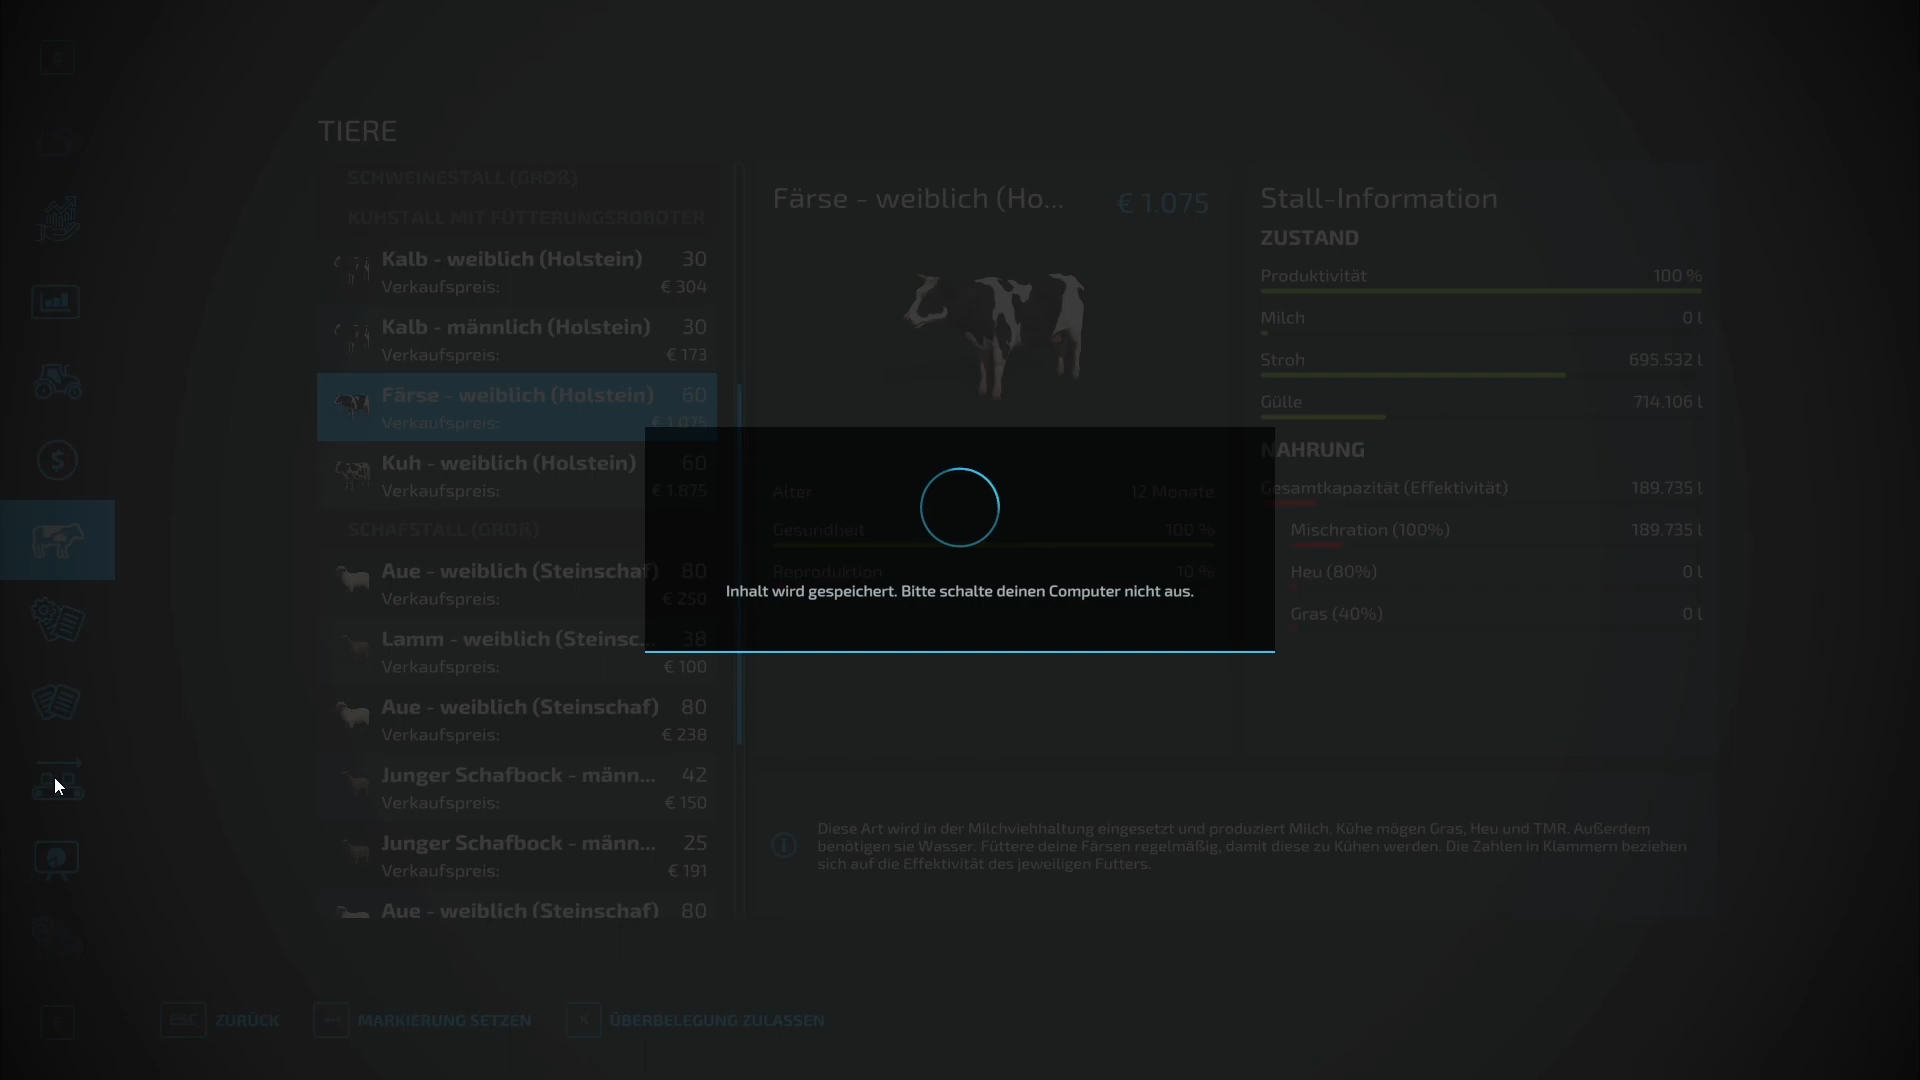 TIERE
SCHWEINESTALL (GROß)
KUHSTALL MIT FÜTTERUNGSROBOTER
Kalb - weiblich (Holstein) 30
Verkaufspreis: € 304
Kalb - männlich (Holstein) 30
Verkaufspreis: € 173
Färse - weiblich (Holstein) 60
Verkaufspreis: € 1.075
Kuh - weiblich (Holstein) 60
Verkaufspreis: € 1.875
SCHAFSTALL (GROß)
Aue - weiblich (Steinschaf) 80
Verkaufspreis: € 250
Lamm - weiblich (Steinsc... 38
Verkaufspreis: € 100
Aue - weiblich (Steinschaf) 80
Verkaufspreis: € 238
Junger Schafbock - männ... 42
Verkaufspreis: € 150
Junger Schafbock - männ... 25
Verkaufspreis: € 191
Aue - weiblich (Steinschaf) 80
Färse - weiblich (Ho... € 1.075
Alter 12 Monate
Gesundheit 100 %
Reproduktion 10 %
Inhalt wird gespeichert. Bitte schalte deinen Computer nicht aus.
Stall-Information
ZUSTAND
Produktivität 100 %
Milch 0 l
Stroh 695.532 l
Gülle 714.106 l
NAHRUNG
Gesamtkapazität (Effektivität) 189.735 l
Mischration (100%) 189.735 l
Heu (80%) 0 l
Gras (40%) 0 l
Diese Art wird in der Milchviehhaltung eingesetzt und produziert Milch. Kühe mögen Gras, Heu und TMR. Außerdem
benötigen sie Wasser. Füttere deine Färsen regelmäßig, damit diese zu Kühen werden. Die Zahlen in Klammern beziehen
sich auf die Effektivität des jeweiligen Futters.
ESC ZURÜCK MARKIERUNG SETZEN X ÜBERBELEGUNG ZULASSEN